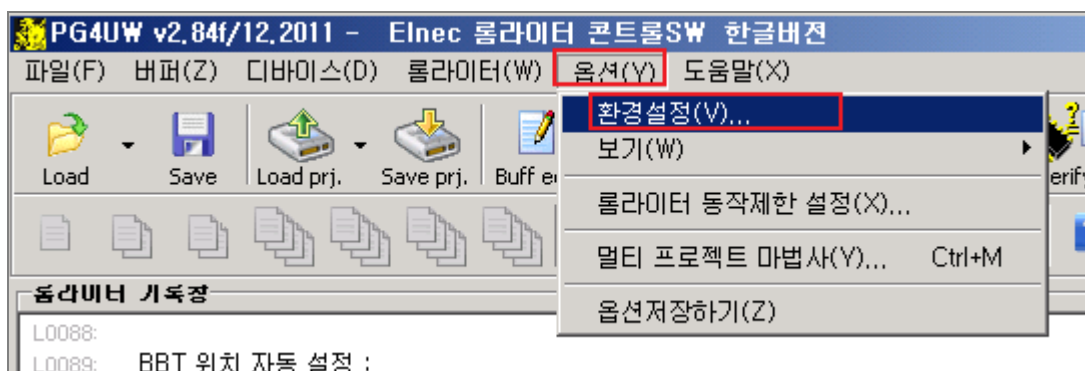 PG4UW v2.84f/12.2011 - Elnec 롬라이터 콘트롤SW 한글버젼
파일(F) 버퍼(Z) 디바이스(D) 롬라이터(W) 옵션(Y) 도움말(X)
환경설정(V)...
보기(W)
롬라이터 동작제한 설정(X)...
멀티 프로젝트 마법사(Y)... Ctrl+M
옵션저장하기(Z)
Load Save Load prj. Save prj. Buff e erify
롬라이터 기록장
L0088:
L0089: BBT 위치 자동 설정 :